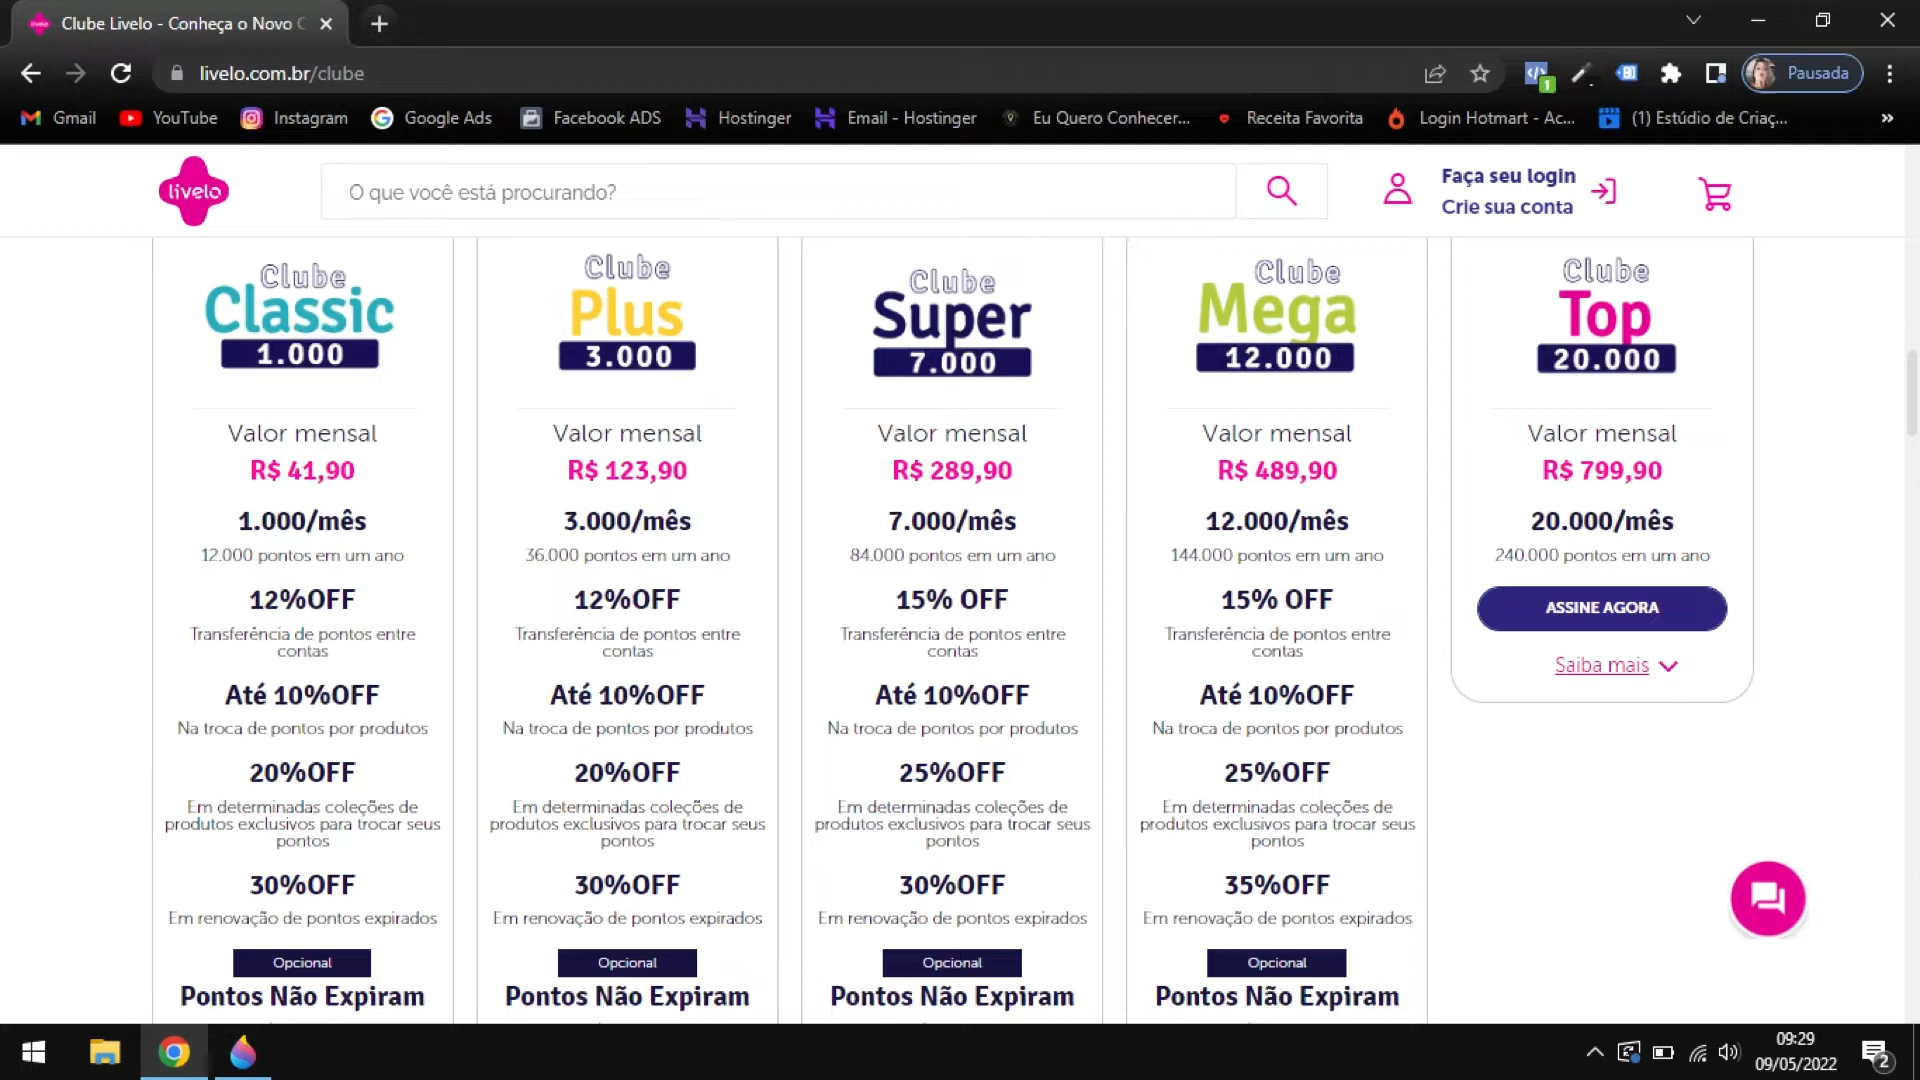 livelo
Clube Livelo - Conheça o Novo C
livelo.com.br/clube
1
Pausada
Gmail
YouTube
Instagram
Google Ads
Facebook ADS
Hostinger
Email - Hostinger
Eu Quero Conhecer...
Receita Favorita
Login Hotmart - Ac...
(1) Estúdio de Criaç...
»
livelo
O que você está procurando?
Faça seu login
Crie sua conta
Clube
Classic
1.000
Valor mensal
R$ 41,90
1.000/mês
12.000 pontos em um ano
12%OFF
Transferência de pontos entre
contas
Até 10%OFF
Na troca de pontos por produtos
20%OFF
Em determinadas coleções de
produtos exclusivos para trocar seus
pontos
30%OFF
Em renovação de pontos expirados
Opcional
Pontos Não Expiram
Clube
Plus
3.000
Valor mensal
R$ 123,90
3.000/mês
36.000 pontos em um ano
12%OFF
Transferência de pontos entre
contas
Até 10%OFF
Na troca de pontos por produtos
20%OFF
Em determinadas coleções de
produtos exclusivos para trocar seus
pontos
30%OFF
Em renovação de pontos expirados
Opcional
Pontos Não Expiram
Clube
Super
7.000
Valor mensal
R$ 289,90
7.000/mês
84.000 pontos em um ano
15% OFF
Transferência de pontos entre
contas
Até 10%OFF
Na troca de pontos por produtos
25%OFF
Em determinadas coleções de
produtos exclusivos para trocar seus
pontos
30%OFF
Em renovação de pontos expirados
Opcional
Pontos Não Expiram
Clube
Mega
12.000
Valor mensal
R$ 489,90
12.000/mês
144.000 pontos em um ano
15% OFF
Transferência de pontos entre
contas
Até 10%OFF
Na troca de pontos por produtos
25%OFF
Em determinadas coleções de
produtos exclusivos para trocar seus
pontos
35%OFF
Em renovação de pontos expirados
Opcional
Pontos Não Expiram
Clube
Top
20.000
Valor mensal
R$ 799,90
20.000/mês
240.000 pontos em um ano
ASSINE AGORA
Saiba mais
09:29
09/05/2022
2